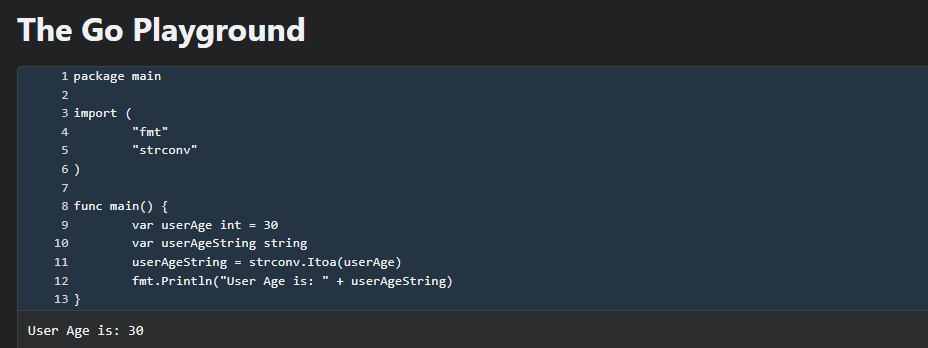 The Go Playground
1 package main
2
3 import (
4         "fmt"
5         "strconv"
6 )
7
8 func main() {
9         var userAge int = 30
10         var userAgeString string
11         userAgeString = strconv.Itoa(userAge)
12         fmt.Println("User Age is: " + userAgeString)
13 }
User Age is: 30